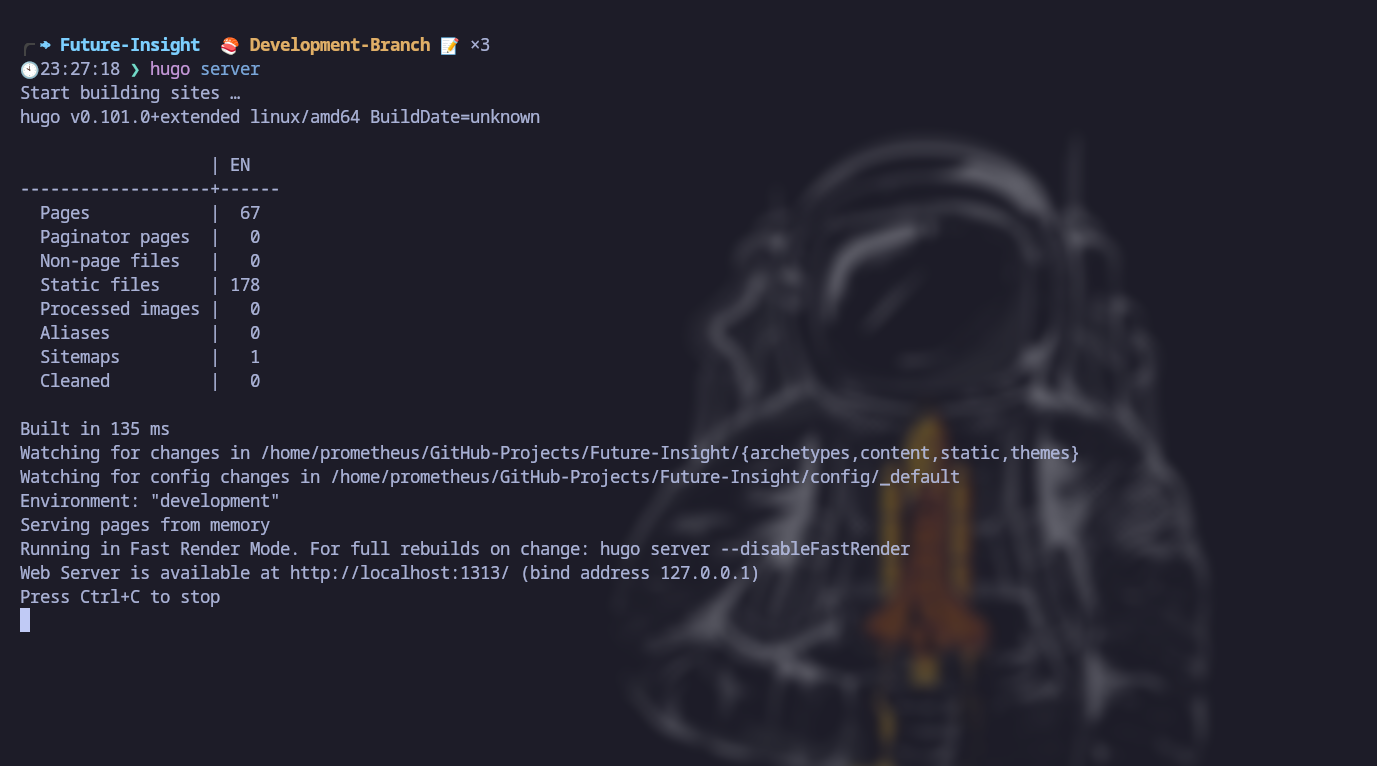 ➜ Future-Insight 🍣 Development-Branch 📝 ×3
🕙23:27:18 ❯ hugo server
Start building sites …
hugo v0.101.0+extended linux/amd64 BuildDate=unknown
                   | EN
-------------------+------
  Pages            |  67
  Paginator pages  |   0
  Non-page files   |   0
  Static files     | 178
  Processed images |   0
  Aliases          |   0
  Sitemaps         |   1
  Cleaned          |   0
Built in 135 ms
Watching for changes in /home/prometheus/GitHub-Projects/Future-Insight/{archetypes,content,static,themes}
Watching for config changes in /home/prometheus/GitHub-Projects/Future-Insight/config/_default
Environment: "development"
Serving pages from memory
Running in Fast Render Mode. For full rebuilds on change: hugo server --disableFastRender
Web Server is available at http://localhost:1313/ (bind address 127.0.0.1)
Press Ctrl+C to stop